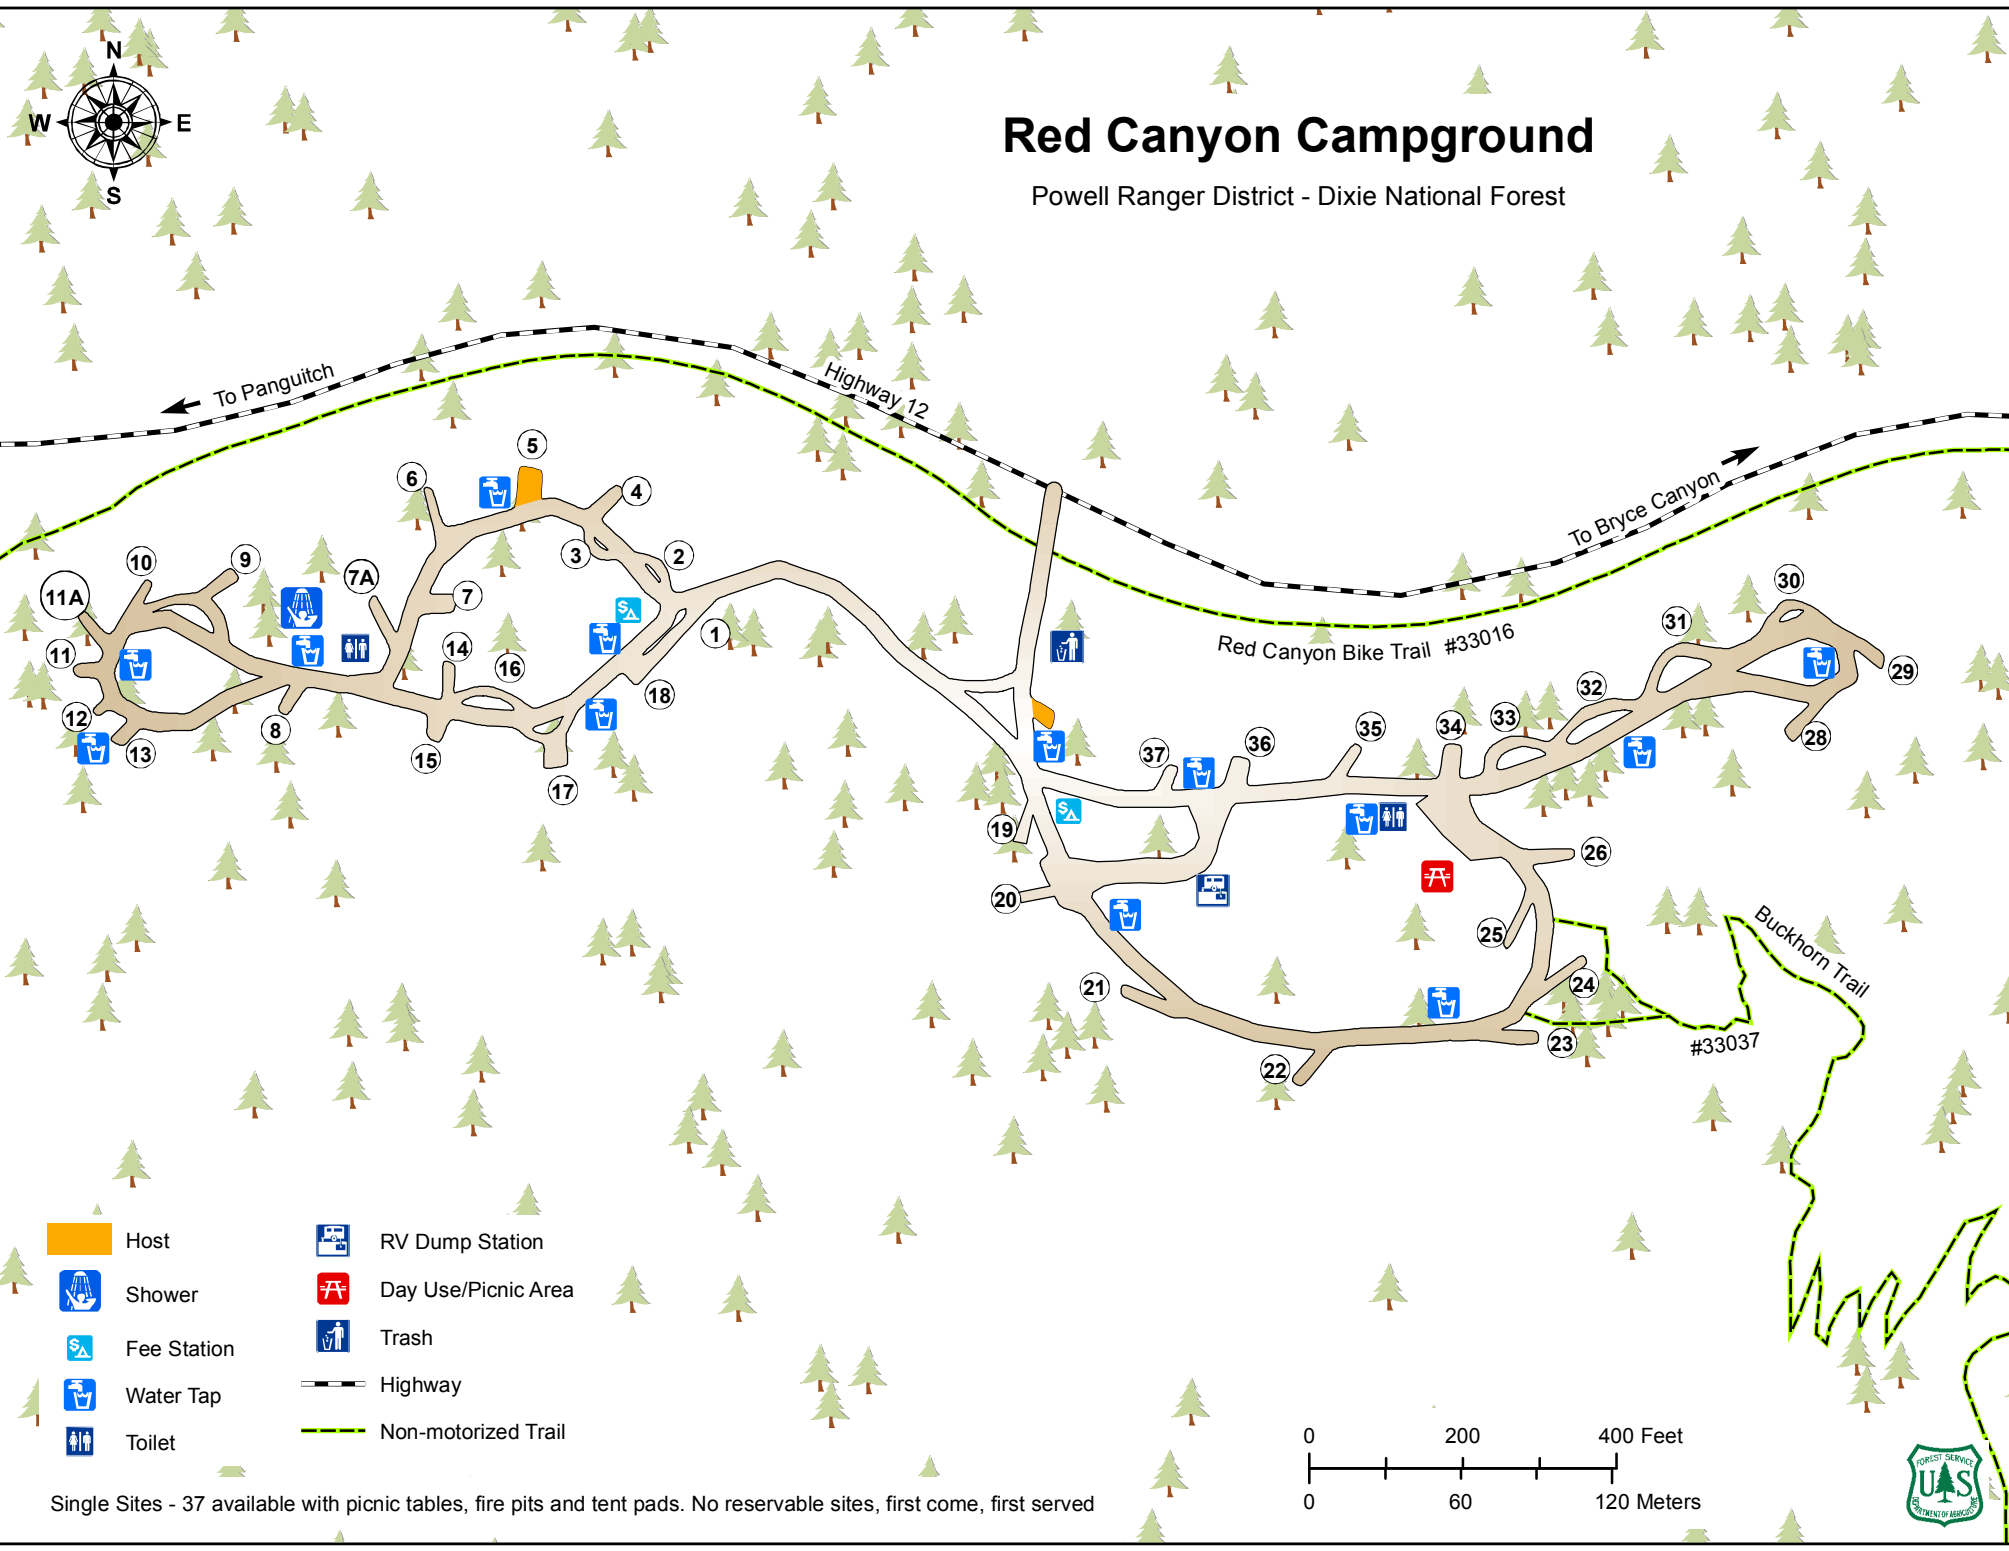 N
W E
S
Red Canyon Campground
Powell Ranger District - Dixie National Forest
To Panguitch
Highway 12
To Bryce Canyon
Red Canyon Bike Trail #33016
5
6
4
3
2
10
9
7A
11A
7
1
14
11
16
18
12
8
13
15
17
30
31
29
32
28
33
34
35
36
37
19
26
20
25
24
21
23
22
Buckhorn Trail
#33037
Host
Shower
Fee Station
Water Tap
Toilet
RV Dump Station
Day Use/Picnic Area
Trash
Highway
Non-motorized Trail
0 200 400 Feet
0 60 120 Meters
Single Sites - 37 available with picnic tables, fire pits and tent pads. No reservable sites, first come, first served
FOREST SERVICE
U S
DEPARTMENT OF AGRICULTURE